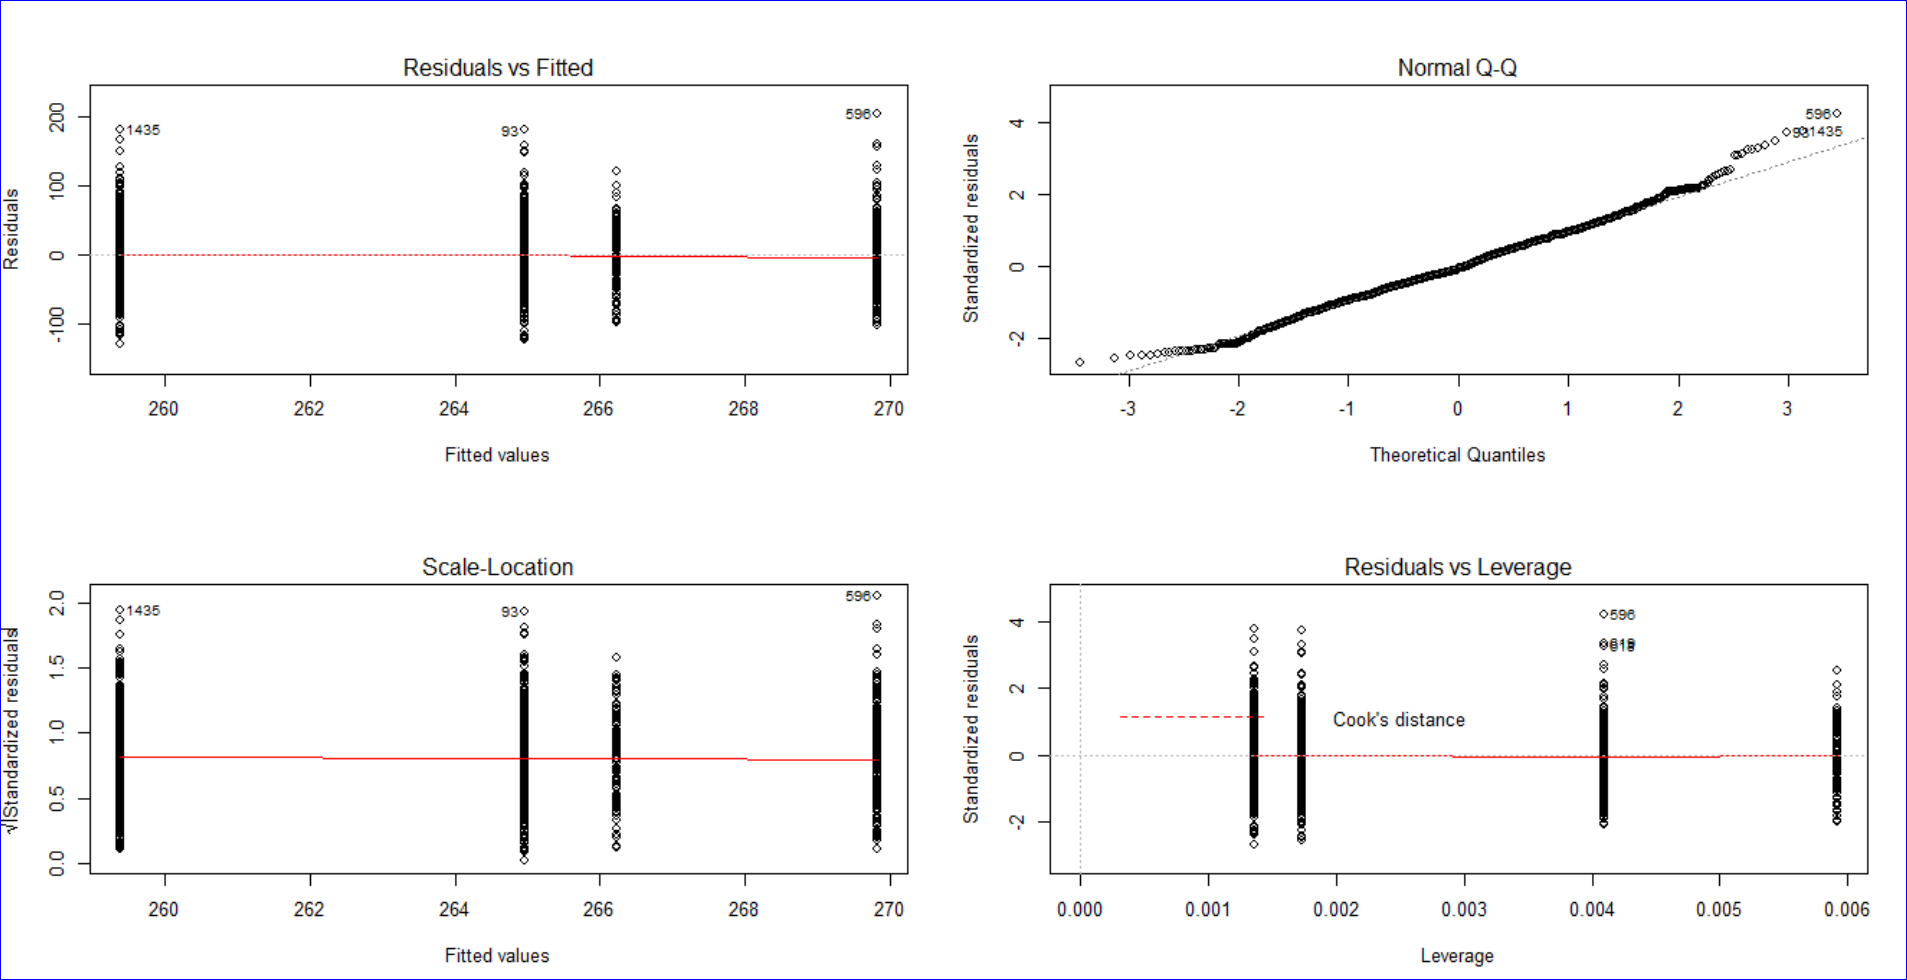 Residuals vs Fitted
Residuals
200
100
0
-100
1435
93
596
260 262 264 266 268 270
Fitted values
Normal Q-Q
Standardized residuals
4
2
0
-2
596
1435
-3 -2 -1 0 1 2 3
Theoretical Quantiles
Scale-Location
√|Standardized residuals|
2.0
1.5
1.0
0.5
0.0
1435
93
596
260 262 264 266 268 270
Fitted values
Residuals vs Leverage
Standardized residuals
4
2
0
-2
596
Cook's distance
0.000 0.001 0.002 0.003 0.004 0.005 0.006
Leverage